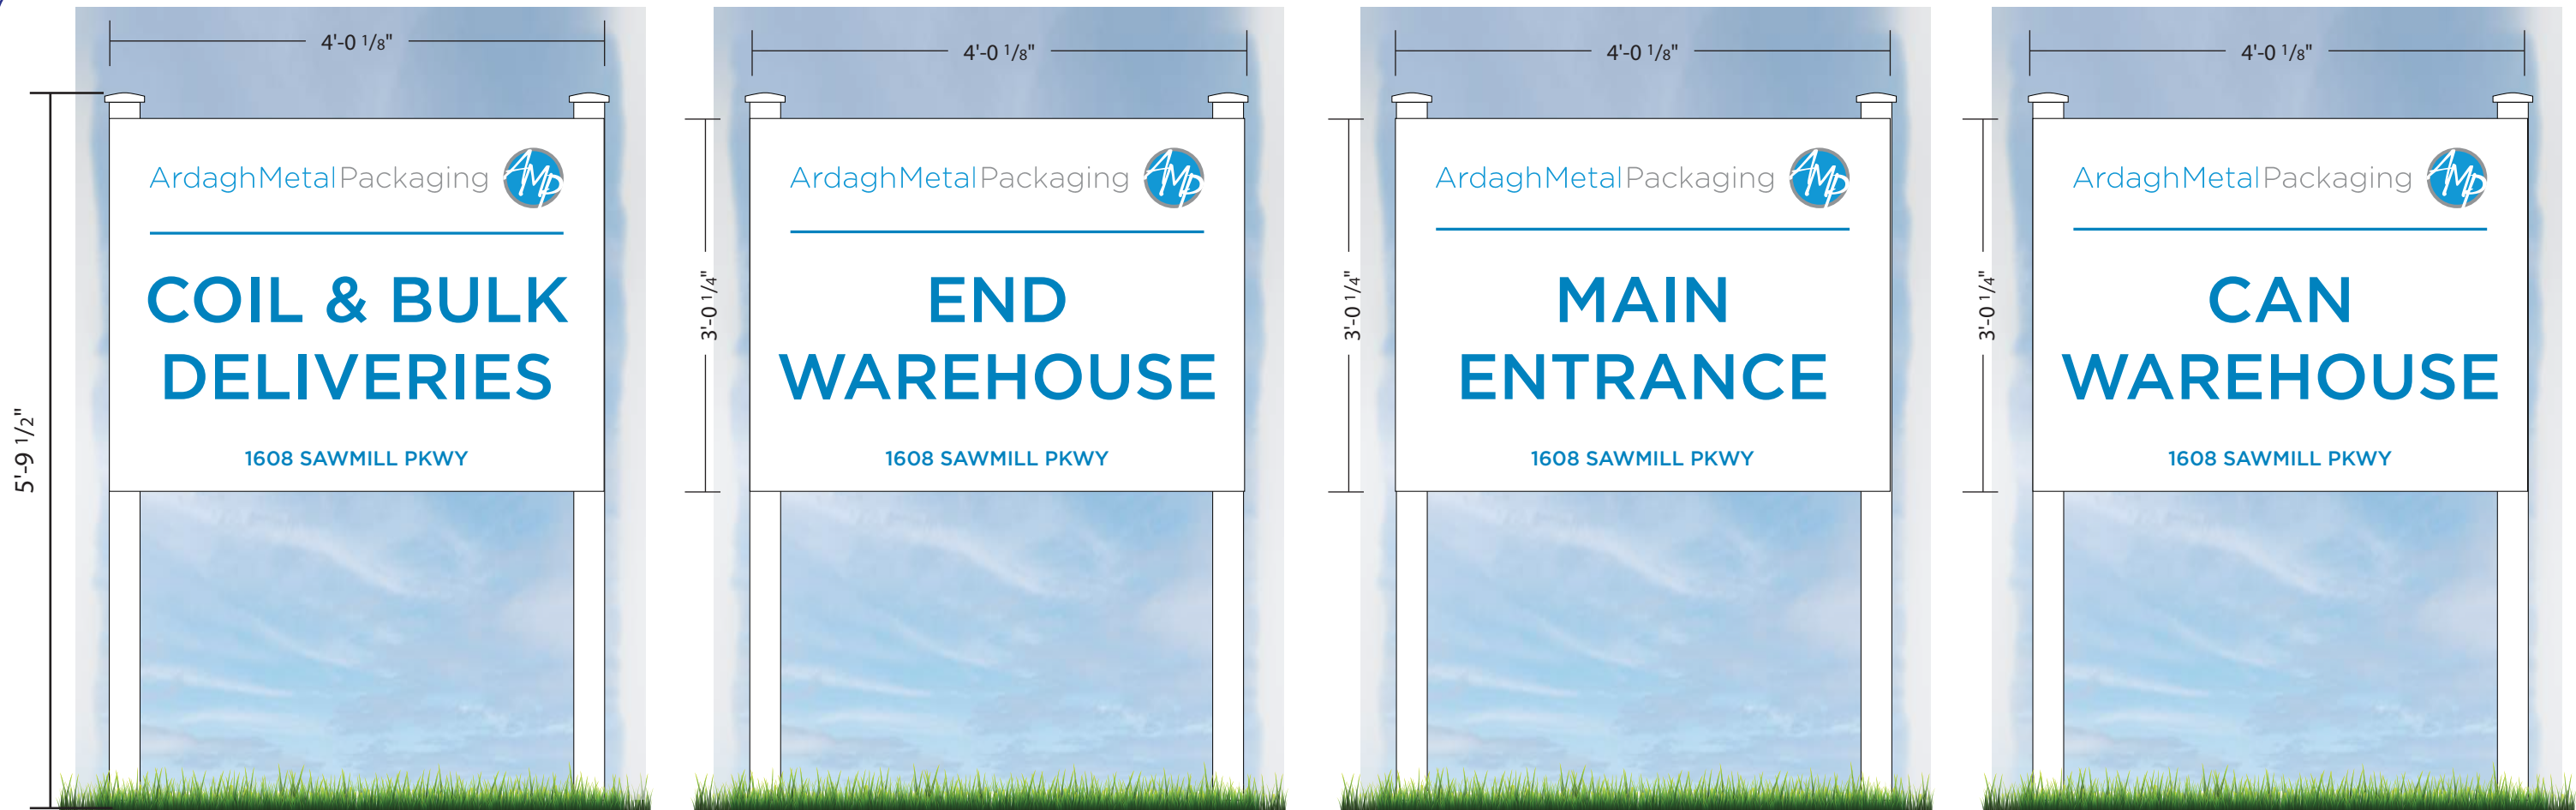 4'-0 1/8"
5'-9 1/2"
ArdaghMetalPackaging AMP
COIL & BULK
DELIVERIES
1608 SAWMILL PKWY
4'-0 1/8"
3'-0 1/4"
ArdaghMetalPackaging AMP
END
WAREHOUSE
1608 SAWMILL PKWY
4'-0 1/8"
3'-0 1/4"
ArdaghMetalPackaging AMP
MAIN
ENTRANCE
1608 SAWMILL PKWY
4'-0 1/8"
3'-0 1/4"
ArdaghMetalPackaging AMP
CAN
WAREHOUSE
1608 SAWMILL PKWY